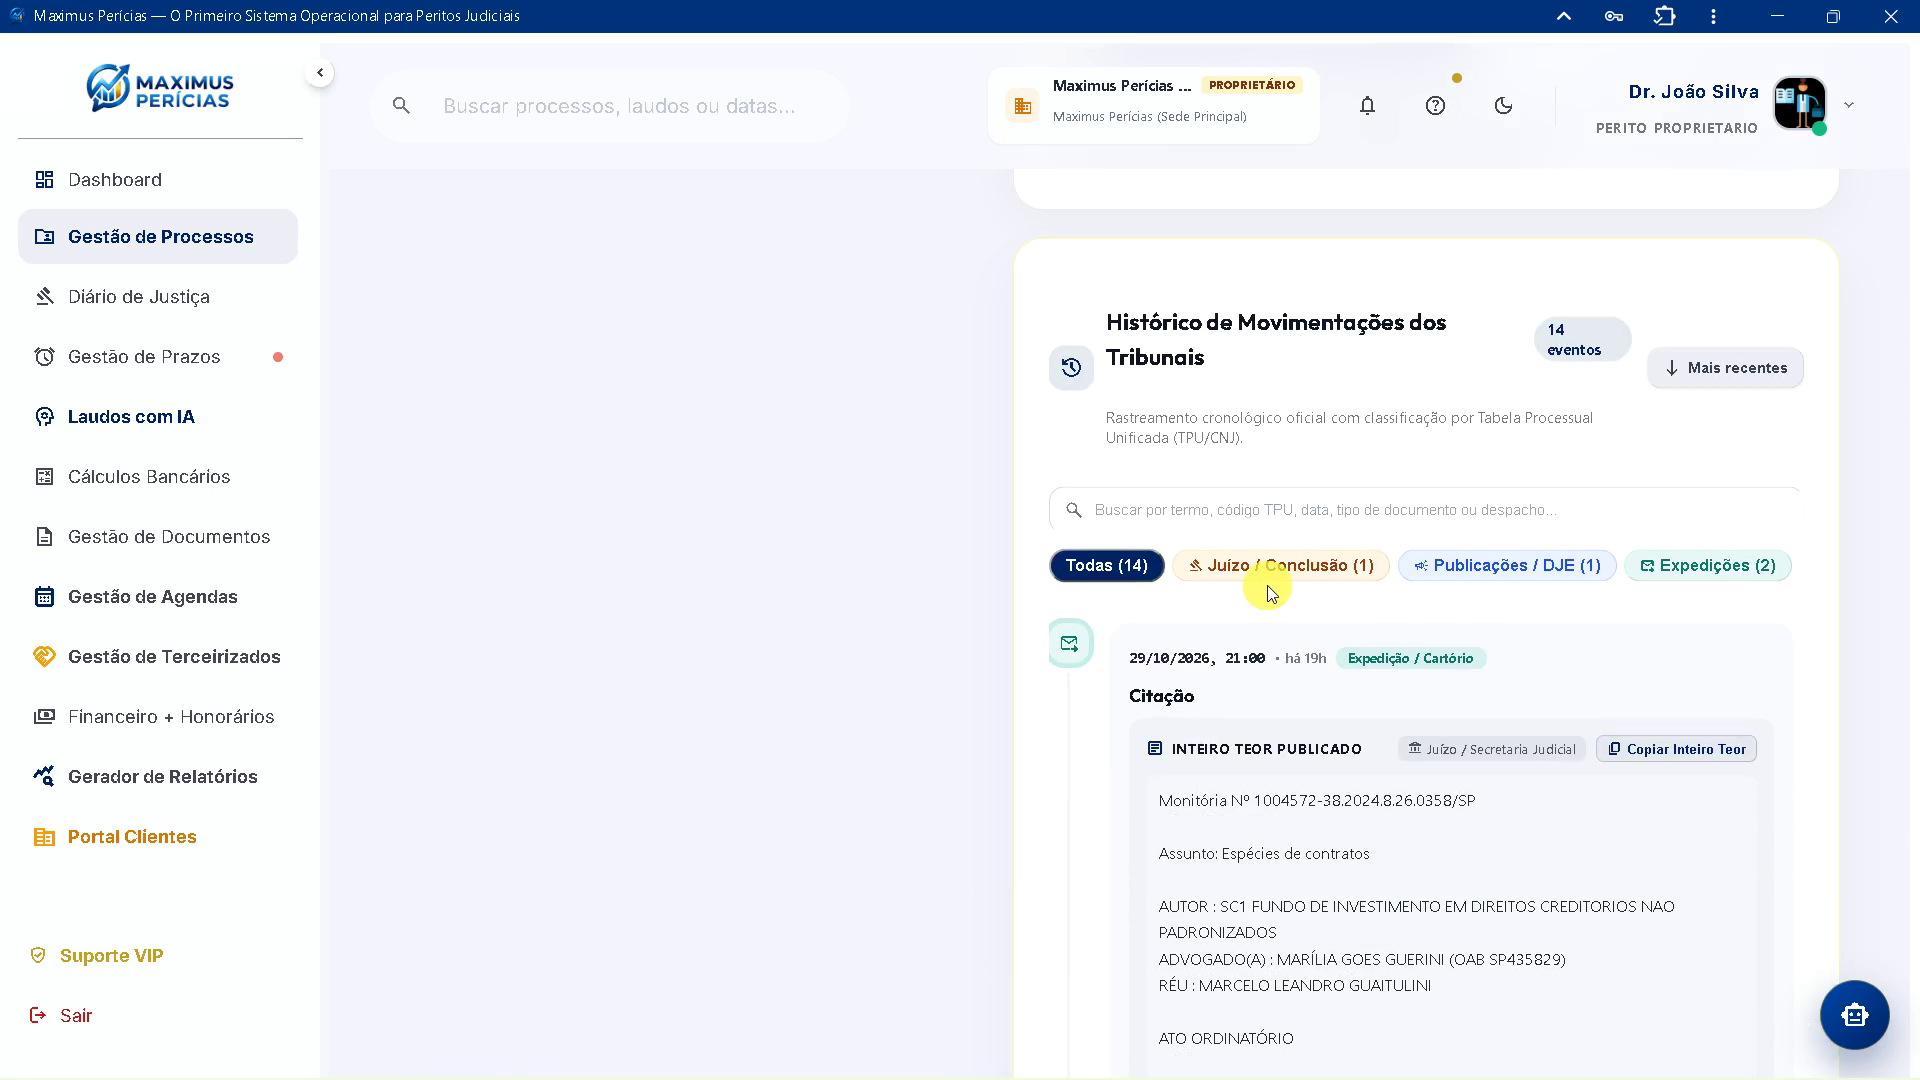 Maximus Perícias — O Primeiro Sistema Operacional para Peritos Judiciais
MAXIMUS
PERÍCIAS
Dashboard
Gestão de Processos
Diário de Justiça
Gestão de Prazos
Laudos com IA
Cálculos Bancários
Gestão de Documentos
Gestão de Agendas
Gestão de Terceirizados
Financeiro + Honorários
Gerador de Relatórios
Portal Clientes
Suporte VIP
Sair
Buscar processos, laudos ou datas...
Maximus Perícias ... PROPRIETÁRIO
Maximus Perícias (Sede Principal)
Dr. João Silva
PERITO PROPRIETARIO
Histórico de Movimentações dos
Tribunais
14
eventos
Mais recentes
Rastreamento cronológico oficial com classificação por Tabela Processual
Unificada (TPU/CNJ).
Buscar por termo, código TPU, data, tipo de documento ou despacho...
Todas (14) Juízo / Conclusão (1) Publicações / DJE (1) Expedições (2)
29/10/2026, 21:00 • há 19h Expedição / Cartório
Citação
INTEIRO TEOR PUBLICADO Juízo / Secretaria Judicial Copiar Inteiro Teor
Monitória Nº 1004572-38.2024.8.26.0358/SP
Assunto: Espécies de contratos
AUTOR : SC1 FUNDO DE INVESTIMENTO EM DIREITOS CREDITORIOS NAO
PADRONIZADOS
ADVOGADO(A) : MARÍLIA GOES GUERINI (OAB SP435829)
RÉU : MARCELO LEANDRO GUAITULINI
ATO ORDINATÓRIO